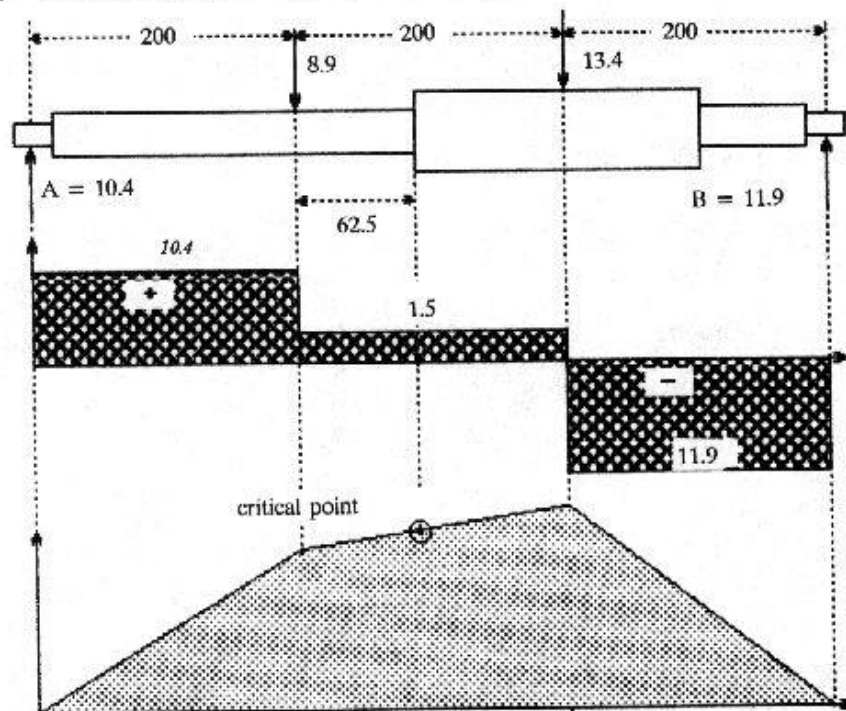 200 200 200
8.9 13.4
A = 10.4 B = 11.9
62.5
10.4
+ 1.5
−
11.9
critical point